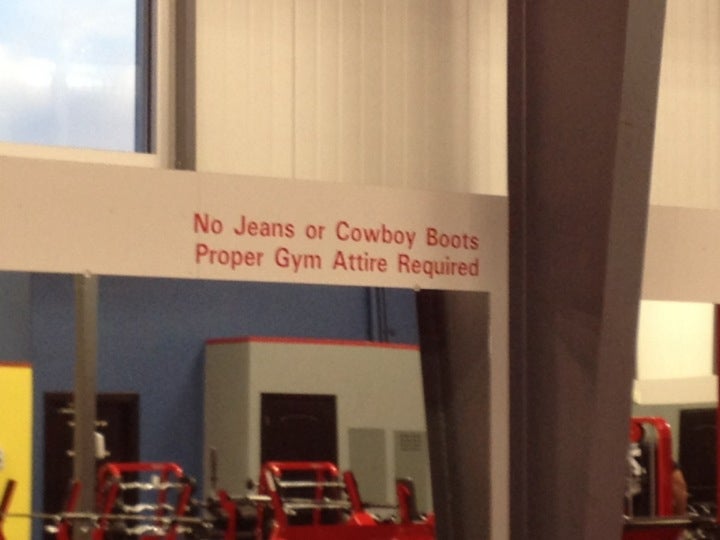 No Jeans or Cowboy Boots
Proper Gym Attire Required